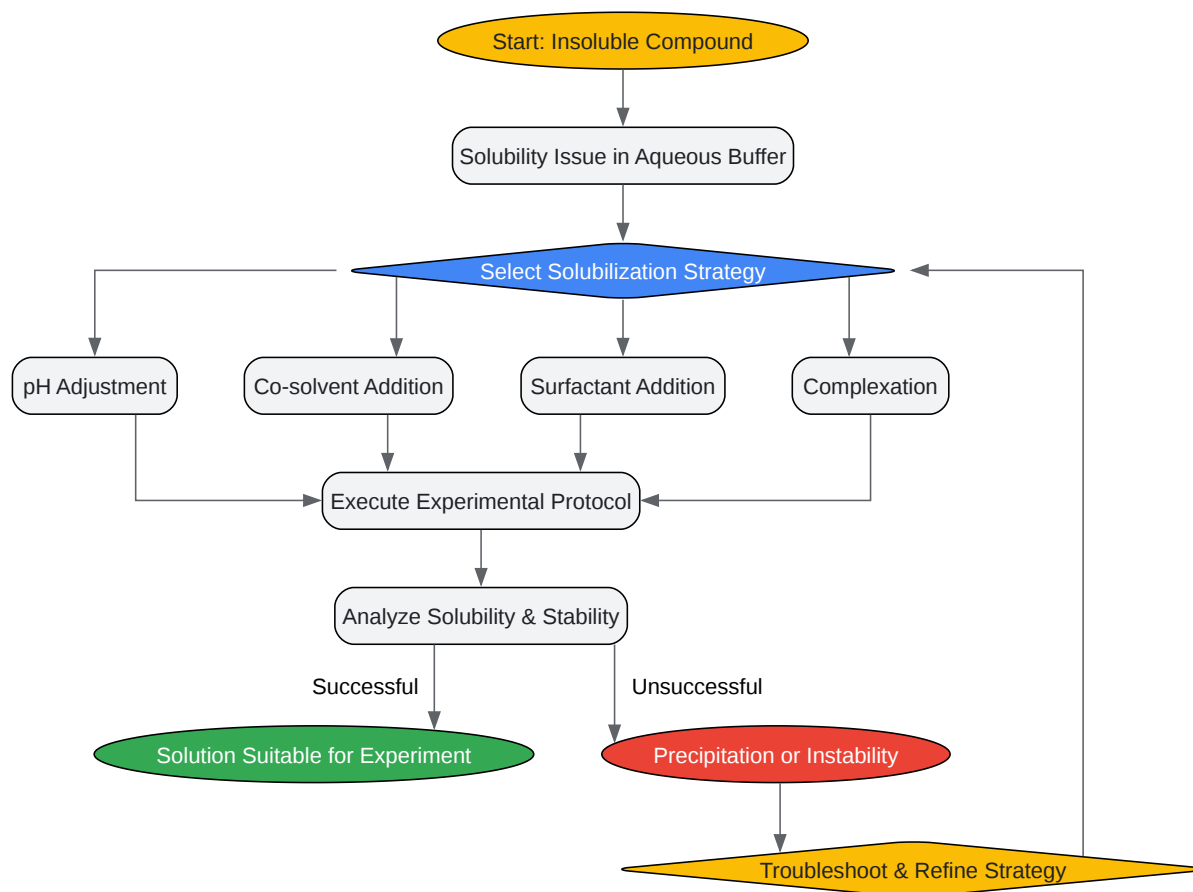 Start: Insoluble Compound
Solubility Issue in Aqueous Buffer
Select Solubilization Strategy
pH Adjustment
Co-solvent Addition
Surfactant Addition
Complexation
Execute Experimental Protocol
Analyze Solubility & Stability
Successful
Unsuccessful
Solution Suitable for Experiment
Precipitation or Instability
Troubleshoot & Refine Strategy